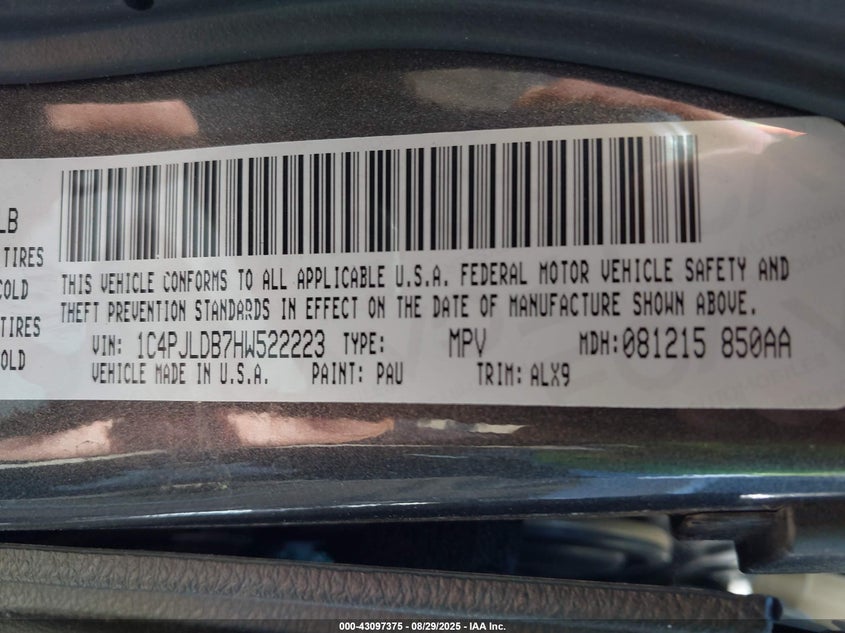 LB
TIRES
COLD
TIRES
COLD
THIS VEHICLE CONFORMS TO ALL APPLICABLE U.S.A. FEDERAL MOTOR VEHICLE SAFETY AND
THEFT PREVENTION STANDARDS IN EFFECT ON THE DATE OF MANUFACTURE SHOWN ABOVE.
VIN: 1C4PJLDB7HW522223 TYPE: MPV MDH:081215 850AA
VEHICLE MADE IN U.S.A. PAINT: PAU TRIM: ALX9
000-43097375 - 08/29/2025 - IAA Inc.